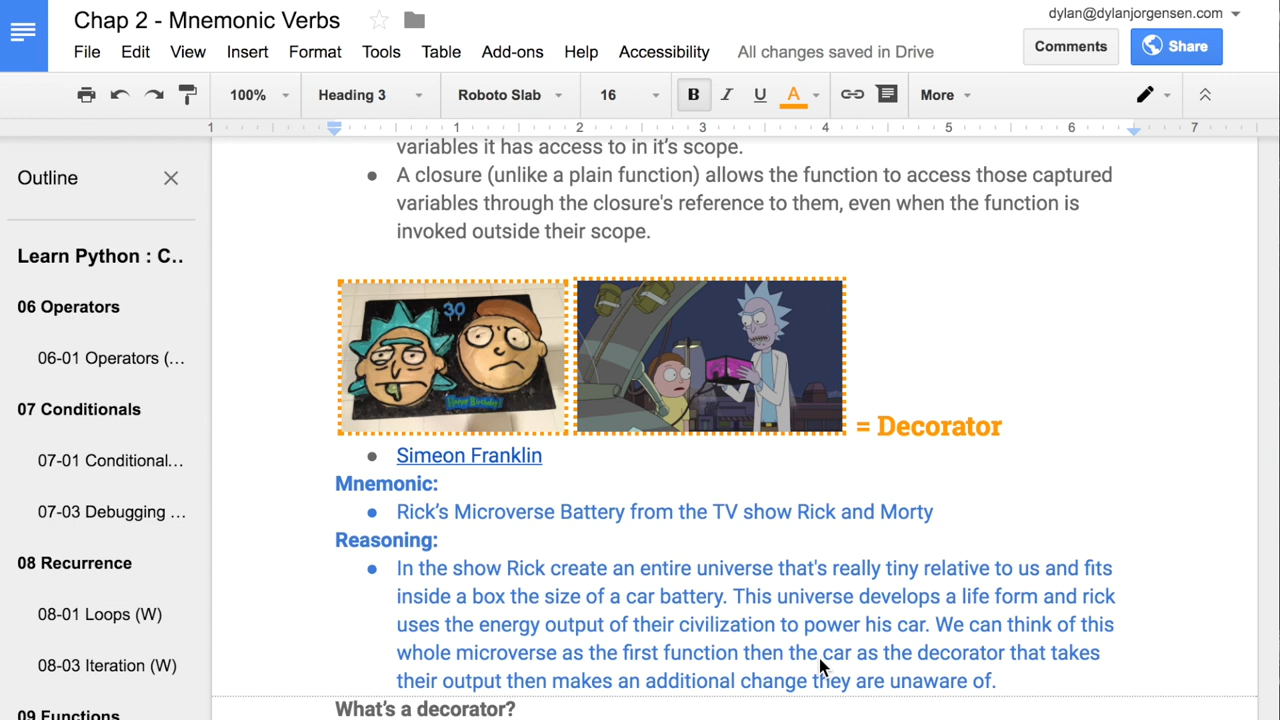 Chap 2 - Mnemonic Verbs
dylan@dylanjorgensen.com
File Edit View Insert Format Tools Table Add-ons Help Accessibility All changes saved in Drive
Comments Share
100% Heading 3 Roboto Slab 16 B I U A More
1 1 2 3 4 5 6 7
Outline
Learn Python : C..
06 Operators
06-01 Operators (...
07 Conditionals
07-01 Conditional...
07-03 Debugging ...
08 Recurrence
08-01 Loops (W)
08-03 Iteration (W)
09 Functions
variables it has access to in it's scope.
A closure (unlike a plain function) allows the function to access those captured
variables through the closure's reference to them, even when the function is
invoked outside their scope.
30
Happy Birthday!
= Decorator
Simeon Franklin
Mnemonic:
Rick's Microverse Battery from the TV show Rick and Morty
Reasoning:
In the show Rick create an entire universe that's really tiny relative to us and fits
inside a box the size of a car battery. This universe develops a life form and rick
uses the energy output of their civilization to power his car. We can think of this
whole microverse as the first function then the car as the decorator that takes
their output then makes an additional change they are unaware of.
What's a decorator?